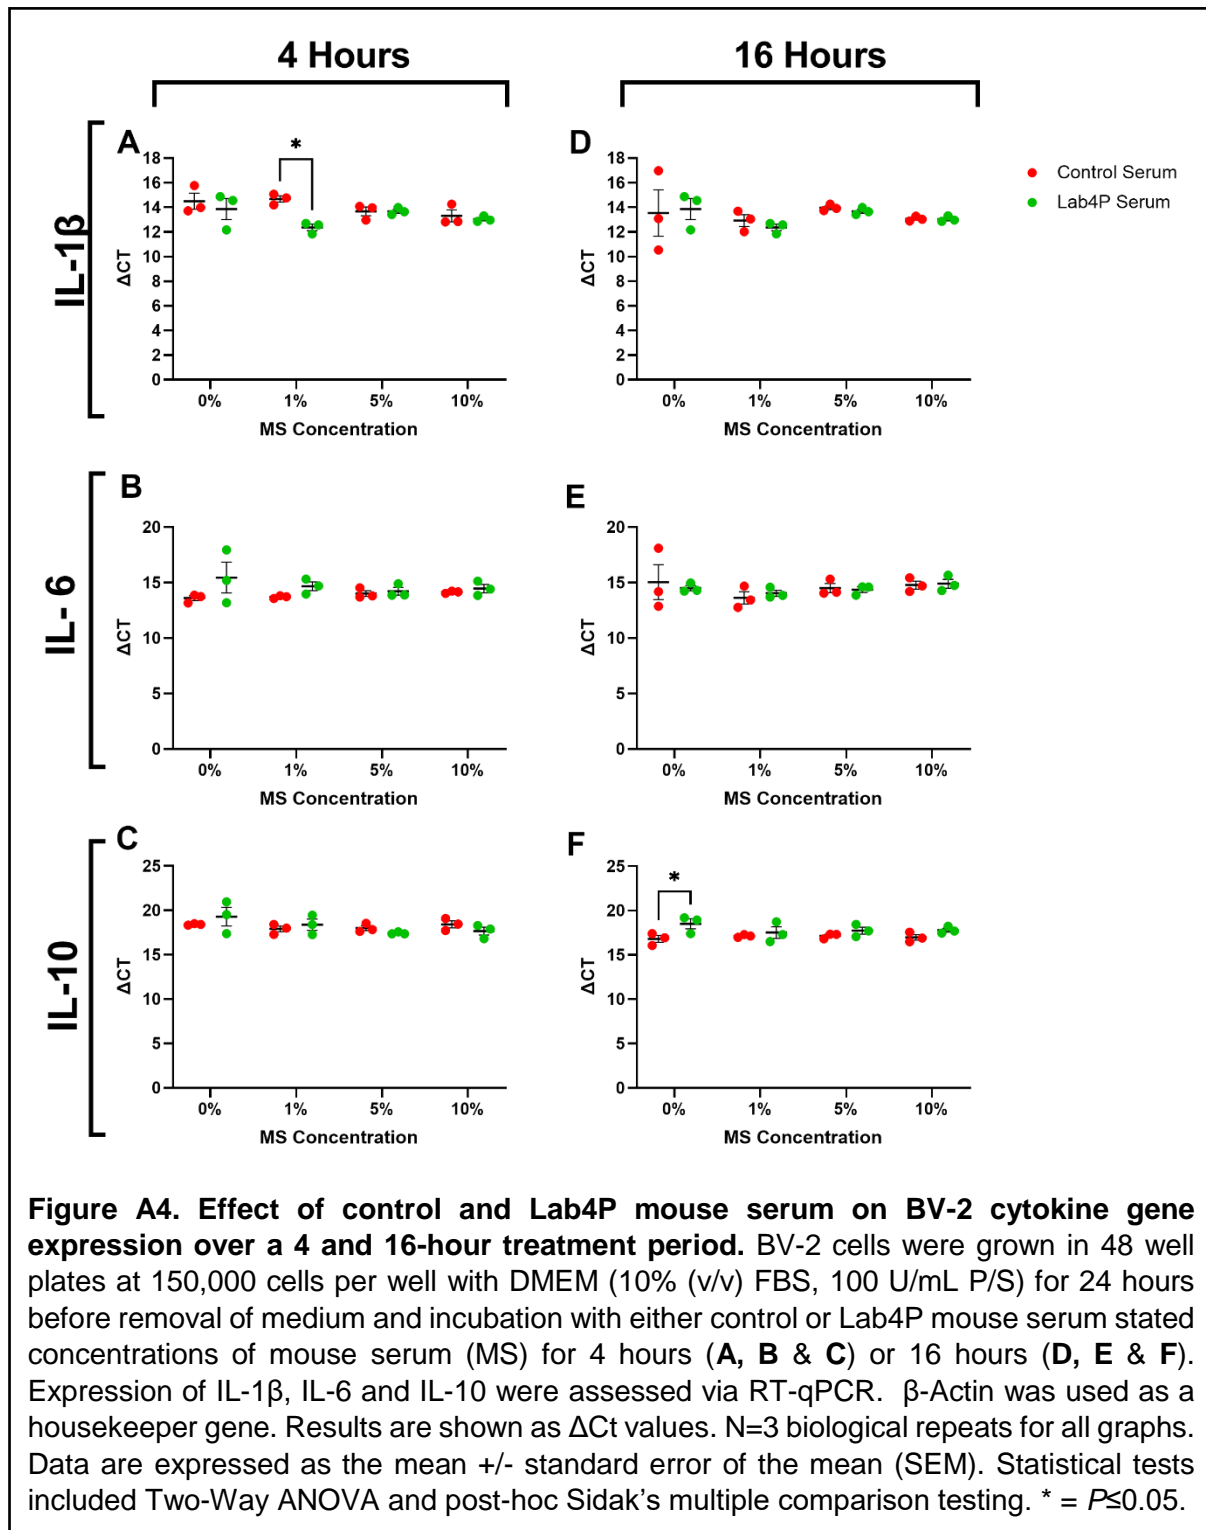 4 Hours
16 Hours
IL-1β
A
*
18
16
14
12
10
8
6
4
2
0
ΔCT
0% 1% 5% 10%
MS Concentration
D
18
16
14
12
10
8
6
4
2
0
ΔCT
0% 1% 5% 10%
MS Concentration
Control Serum
Lab4P Serum
IL- 6
B
20
15
10
5
0
ΔCT
0% 1% 5% 10%
MS Concentration
E
20
15
10
5
0
ΔCT
0% 1% 5% 10%
MS Concentration
IL-10
C
25
20
15
10
5
0
ΔCT
0% 1% 5% 10%
MS Concentration
F
*
25
20
15
10
5
0
ΔCT
0% 1% 5% 10%
MS Concentration
Figure A4. Effect of control and Lab4P mouse serum on BV-2 cytokine gene
expression over a 4 and 16-hour treatment period. BV-2 cells were grown in 48 well
plates at 150,000 cells per well with DMEM (10% (v/v) FBS, 100 U/mL P/S) for 24 hours
before removal of medium and incubation with either control or Lab4P mouse serum stated
concentrations of mouse serum (MS) for 4 hours (A, B & C) or 16 hours (D, E & F).
Expression of IL-1β, IL-6 and IL-10 were assessed via RT-qPCR. β-Actin was used as a
housekeeper gene. Results are shown as ΔCt values. N=3 biological repeats for all graphs.
Data are expressed as the mean +/- standard error of the mean (SEM). Statistical tests
included Two-Way ANOVA and post-hoc Sidak's multiple comparison testing. * = P≤0.05.